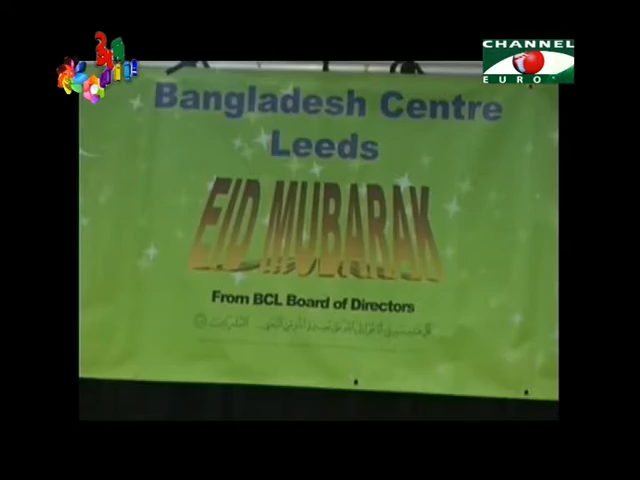 CHANNEL
EURO
Bangladesh Centre
Leeds
EID MUBARAK
From BCL Board of Directors